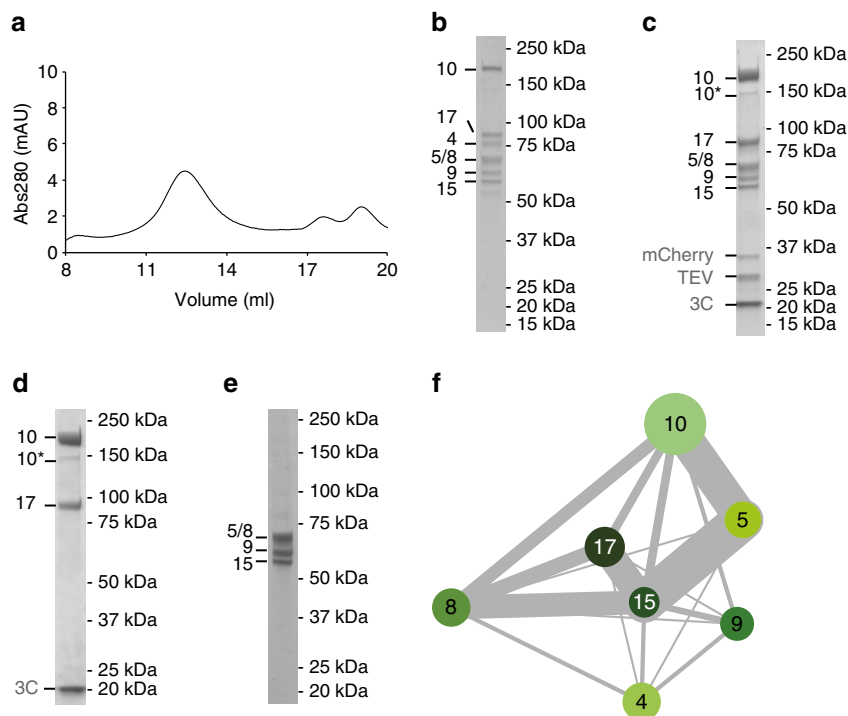 a
Abs280 (mAU)
10
8
6
4
2
0
8 11 14 17 20
Volume (ml)
b
10
17
4
5/8
9
15
- 250 kDa
- 150 kDa
- 100 kDa
- 75 kDa
- 50 kDa
- 37 kDa
- 25 kDa
- 20 kDa
- 15 kDa
c
10
10*
17
5/8
9
15
mCherry
TEV
3C
- 250 kDa
- 150 kDa
- 100 kDa
- 75 kDa
- 50 kDa
- 37 kDa
- 25 kDa
- 20 kDa
- 15 kDa
d
10
10*
17
3C
- 250 kDa
- 150 kDa
- 100 kDa
- 75 kDa
- 50 kDa
- 37 kDa
- 25 kDa
- 20 kDa
e
5/8
9
15
- 250 kDa
- 150 kDa
- 100 kDa
- 75 kDa
- 50 kDa
- 37 kDa
- 25 kDa
- 20 kDa
f
10
5
17
8
15
9
4